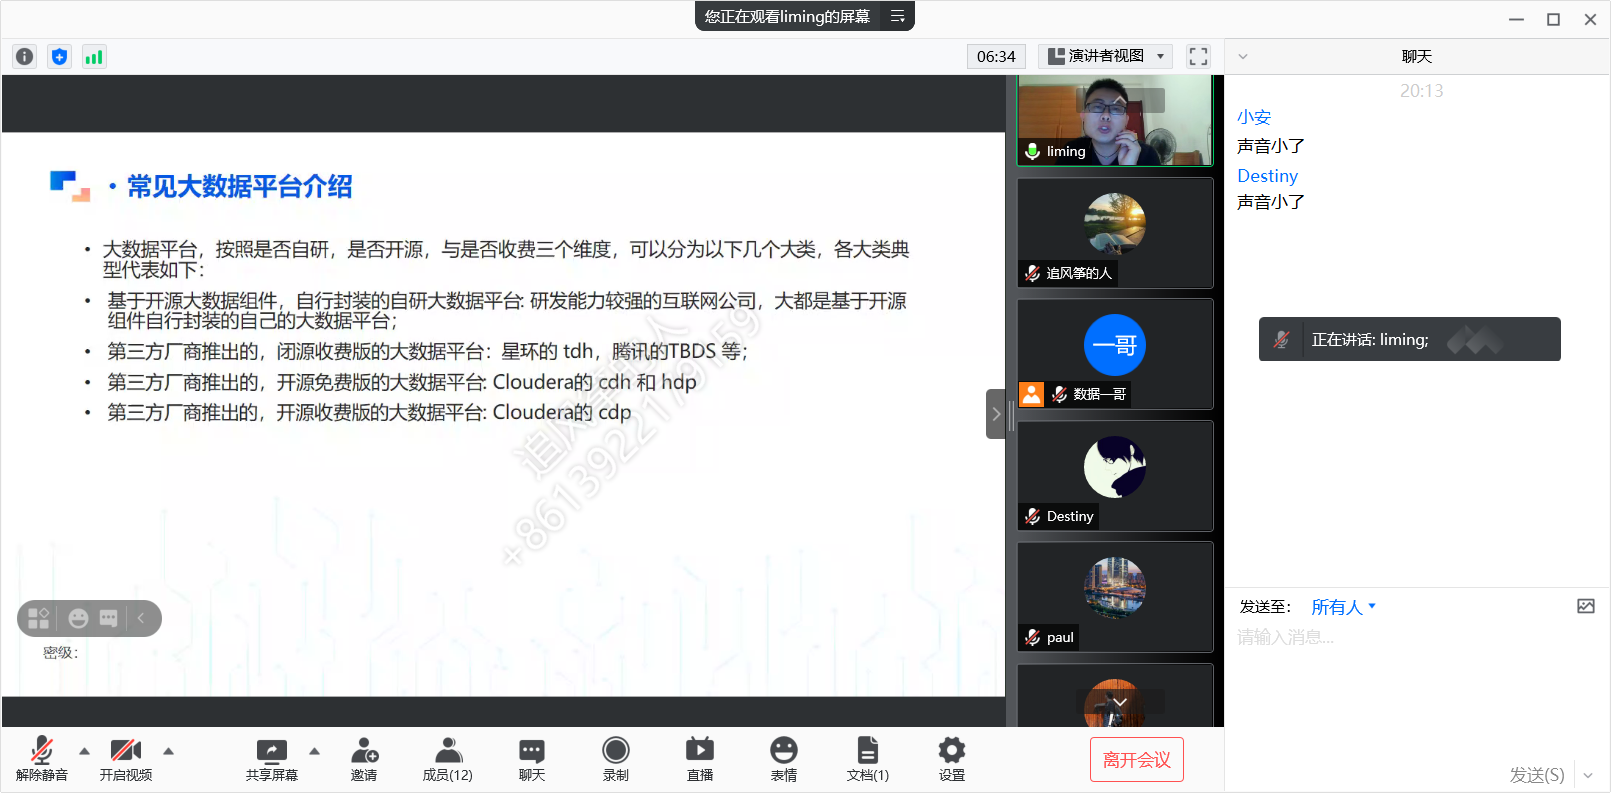 您正在观看liming的屏幕
06:34
演讲者视图
聊天
20:13
小安
声音小了
Destiny
声音小了
liming
常见大数据平台介绍
大数据平台，按照是否自研，是否开源，与是否收费三个维度，可以分为以下几个大类，各大类典
型代表如下：
基于开源大数据组件，自行封装的自研大数据平台: 研发能力较强的互联网公司，大都是基于开源
组件自行封装的自己的大数据平台；
第三方厂商推出的，闭源收费版的大数据平台：星环的 tdh，腾讯的TBDS 等；
第三方厂商推出的，开源免费版的大数据平台: Cloudera的 cdh 和 hdp
第三方厂商推出的，开源收费版的大数据平台: Cloudera的 cdp
追风筝的人
+8613922179159
密级：
追风筝的人
一哥
数据一哥
Destiny
paul
正在讲话: liming;
发送至：
所有人
请输入消息...
发送(S)
解除静音
开启视频
共享屏幕
邀请
成员(12)
聊天
录制
直播
表情
文档(1)
设置
离开会议